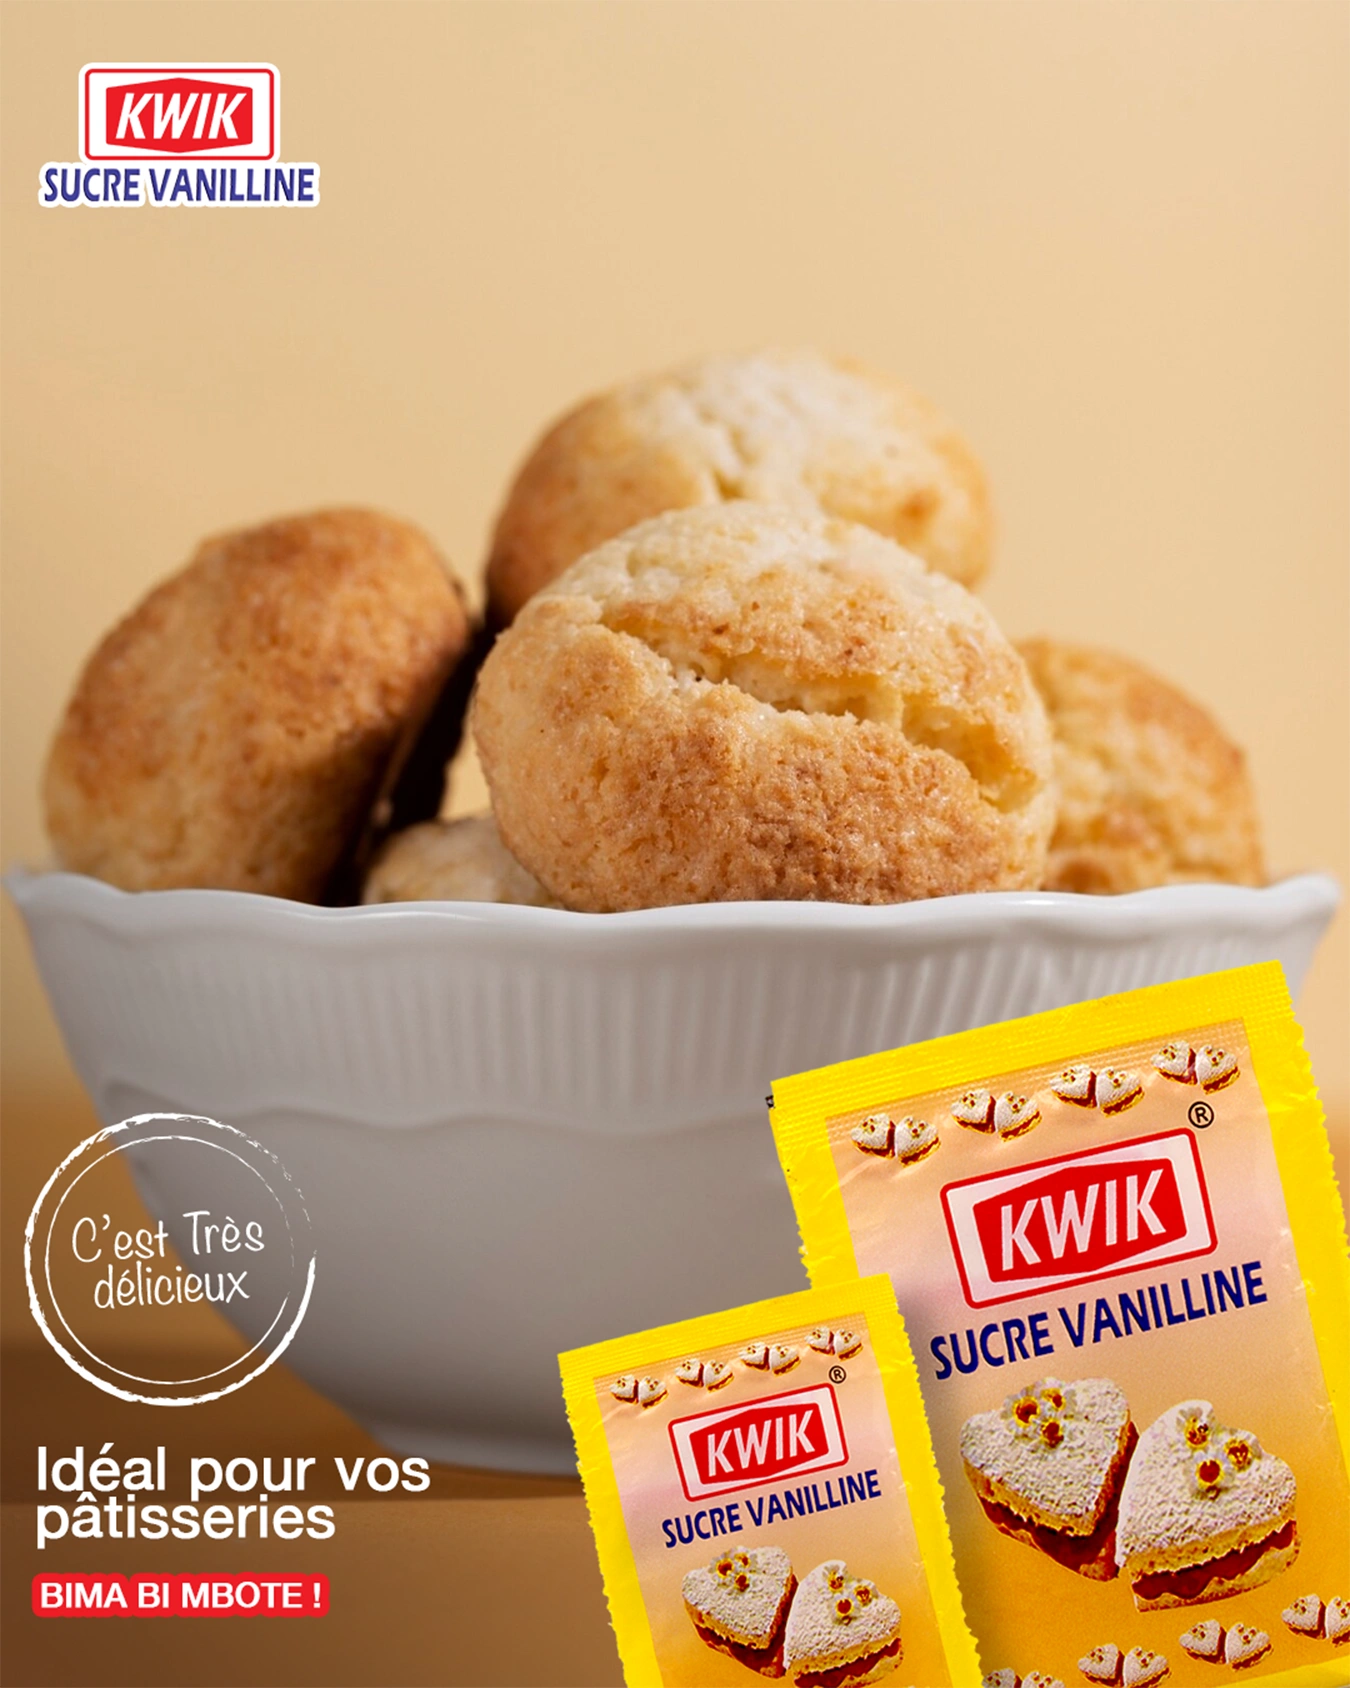 KWIK
SUCRE VANILLINE
C'est Très
délicieux
Idéal pour vos
pâtisseries
BIMA BI MBOTE !
®
KWIK
SUCRE VANILLINE
®
KWIK
SUCRE VANILLINE